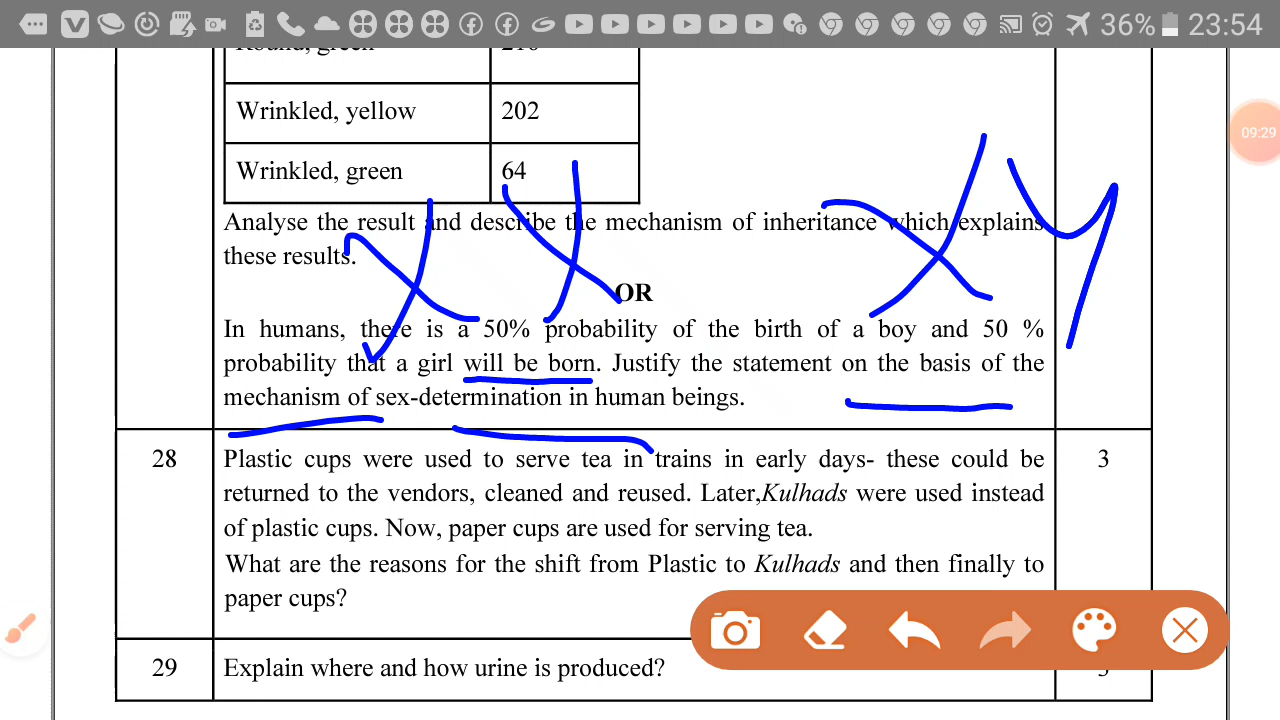 36% 23:54
Round, green 210
Wrinkled, yellow 202
09:29
Wrinkled, green 64
XX XY
Analyse the result and describe the mechanism of inheritance which explains
these results.
OR
In humans, there is a 50% probability of the birth of a boy and 50 %
probability that a girl will be born. Justify the statement on the basis of the
mechanism of sex-determination in human beings.
28 Plastic cups were used to serve tea in trains in early days- these could be 3
returned to the vendors, cleaned and reused. Later,Kulhads were used instead
of plastic cups. Now, paper cups are used for serving tea.
What are the reasons for the shift from Plastic to Kulhads and then finally to
paper cups?
29 Explain where and how urine is produced?